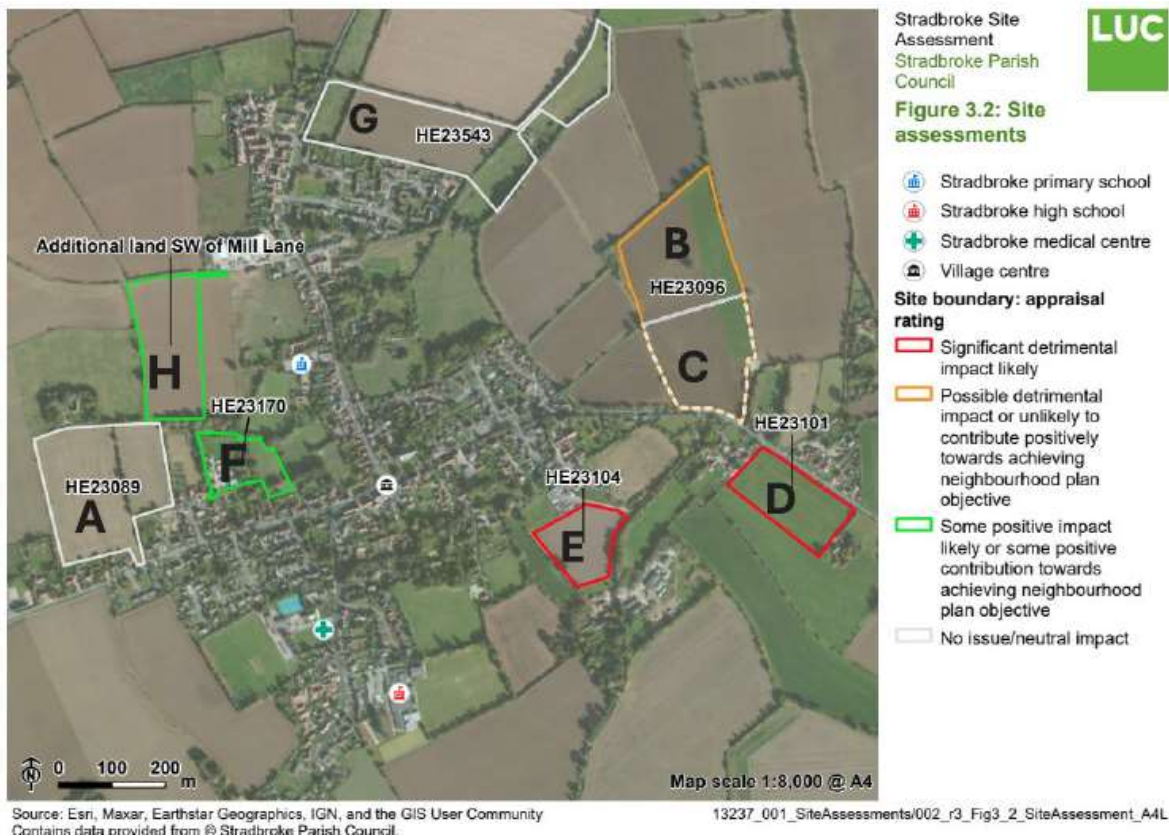 G
HE23543
B
Additional land SW of Mill Lane
HE23096
H
C
HE23170
HE23101
F
HE23104
HE23089
D
A
E
N
0 100 200
m
Map scale 1:8,000 @ A4
Stradbroke Site
Assessment
Stradbroke Parish
Council
LUC
Figure 3.2: Site
assessments
Stradbroke primary school
Stradbroke high school
Stradbroke medical centre
Village centre
Site boundary: appraisal
rating
Significant detrimental
impact likely
Possible detrimental
impact or unlikely to
contribute positively
towards achieving
neighbourhood plan
objective
Some positive impact
likely or some positive
contribution towards
achieving neighbourhood
plan objective
No issue/neutral impact
Source: Esri, Maxar, Earthstar Geographics, IGN, and the GIS User Community
Contains data provided from © Stradbroke Parish Council.
13237_001_SiteAssessments/002_r3_Fig3_2_SiteAssessment_A4L